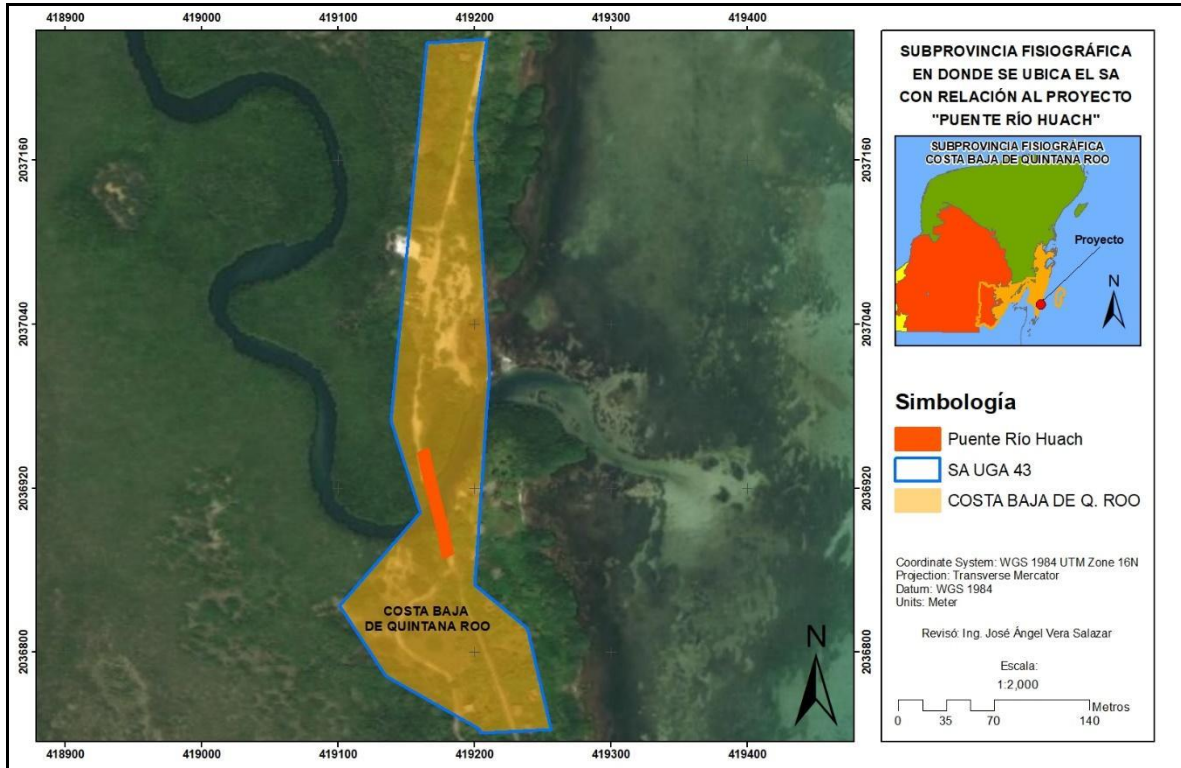 418900 419000 419100 419200 419300 419400
2037160
2037040
2036920
2036800
2037160
2037040
2036920
2036800
COSTA BAJA
DE QUINTANA ROO
N
418900 419000 419100 419200 419300 419400
SUBPROVINCIA FISIOGRÁFICA
EN DONDE SE UBICA EL SA
CON RELACIÓN AL PROYECTO
"PUENTE RÍO HUACH"
SUBPROVINCIA FISIOGRÁFICA
COSTA BAJA DE QUINTANA ROO
Proyecto
N
Simbología
Puente Río Huach
SA UGA 43
COSTA BAJA DE Q. ROO
Coordinate System: WGS 1984 UTM Zone 16N
Projection: Transverse Mercator
Datum: WGS 1984
Units: Meter
Revisó: Ing. José Ángel Vera Salazar
Escala:
1:2,000
Metros
0 35 70 140